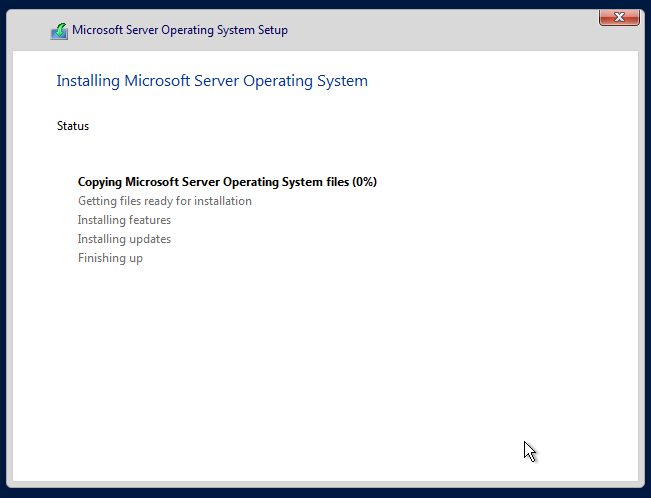 Microsoft Server Operating System Setup
Installing Microsoft Server Operating System
Status
Copying Microsoft Server Operating System files (0%)
Getting files ready for installation
Installing features
Installing updates
Finishing up